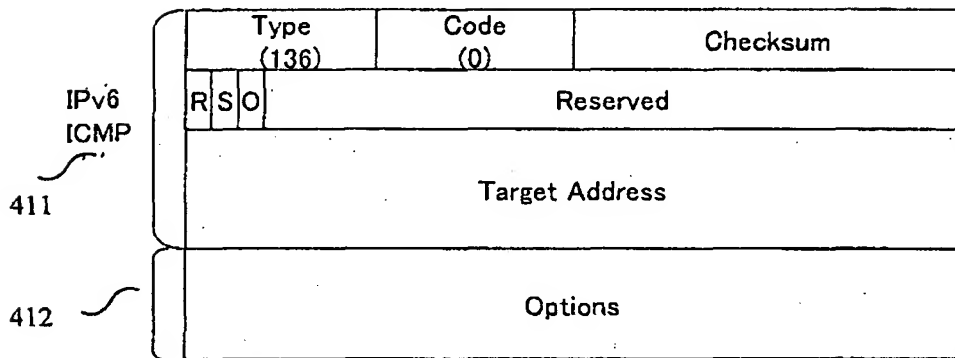 Type Code Checksum
(136) (0)
IPv6 R S O Reserved
ICMP
411 Target Address
412 Options